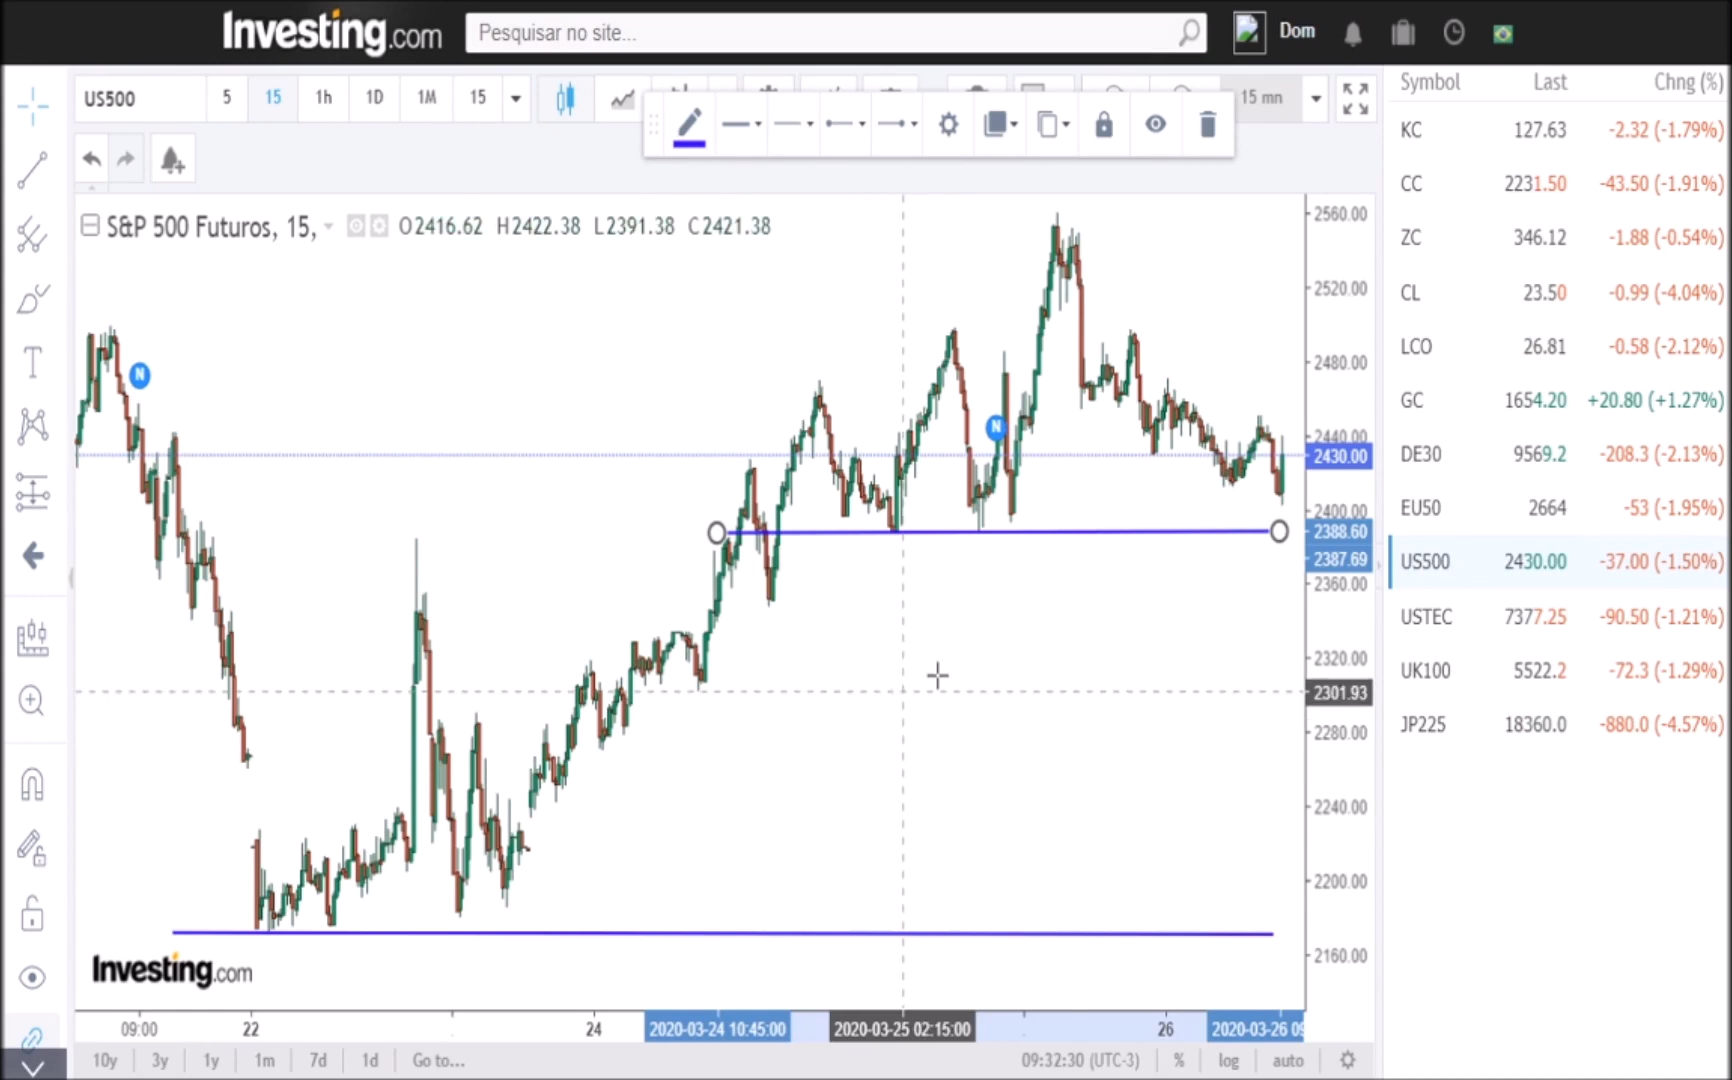 Investing.com
Pesquisar no site...
Dom
US500 5 15 1h 1D 1M 15
15 mn
S&P 500 Futuros, 15, O2416.62 H2422.38 L2391.38 C2421.38
N
N
2560.00
2520.00
2480.00
2440.00
2430.00
2400.00
2388.60
2387.69
2360.00
2320.00
2301.93
2280.00
2240.00
2200.00
2160.00
Investing.com
09:00 22 24 2020-03-24 10:45:00 2020-03-25 02:15:00 26 2020-03-26
10y 3y 1y 1m 7d 1d Go to... 09:32:30 (UTC-3) % log auto
Symbol Last Chng (%)
KC 127.63 -2.32 (-1.79%)
CC 2231.50 -43.50 (-1.91%)
ZC 346.12 -1.88 (-0.54%)
CL 23.50 -0.99 (-4.04%)
LCO 26.81 -0.58 (-2.12%)
GC 1654.20 +20.80 (+1.27%)
DE30 9569.2 -208.3 (-2.13%)
EU50 2664 -53 (-1.95%)
US500 2430.00 -37.00 (-1.50%)
USTEC 7377.25 -90.50 (-1.21%)
UK100 5522.2 -72.3 (-1.29%)
JP225 18360.0 -880.0 (-4.57%)